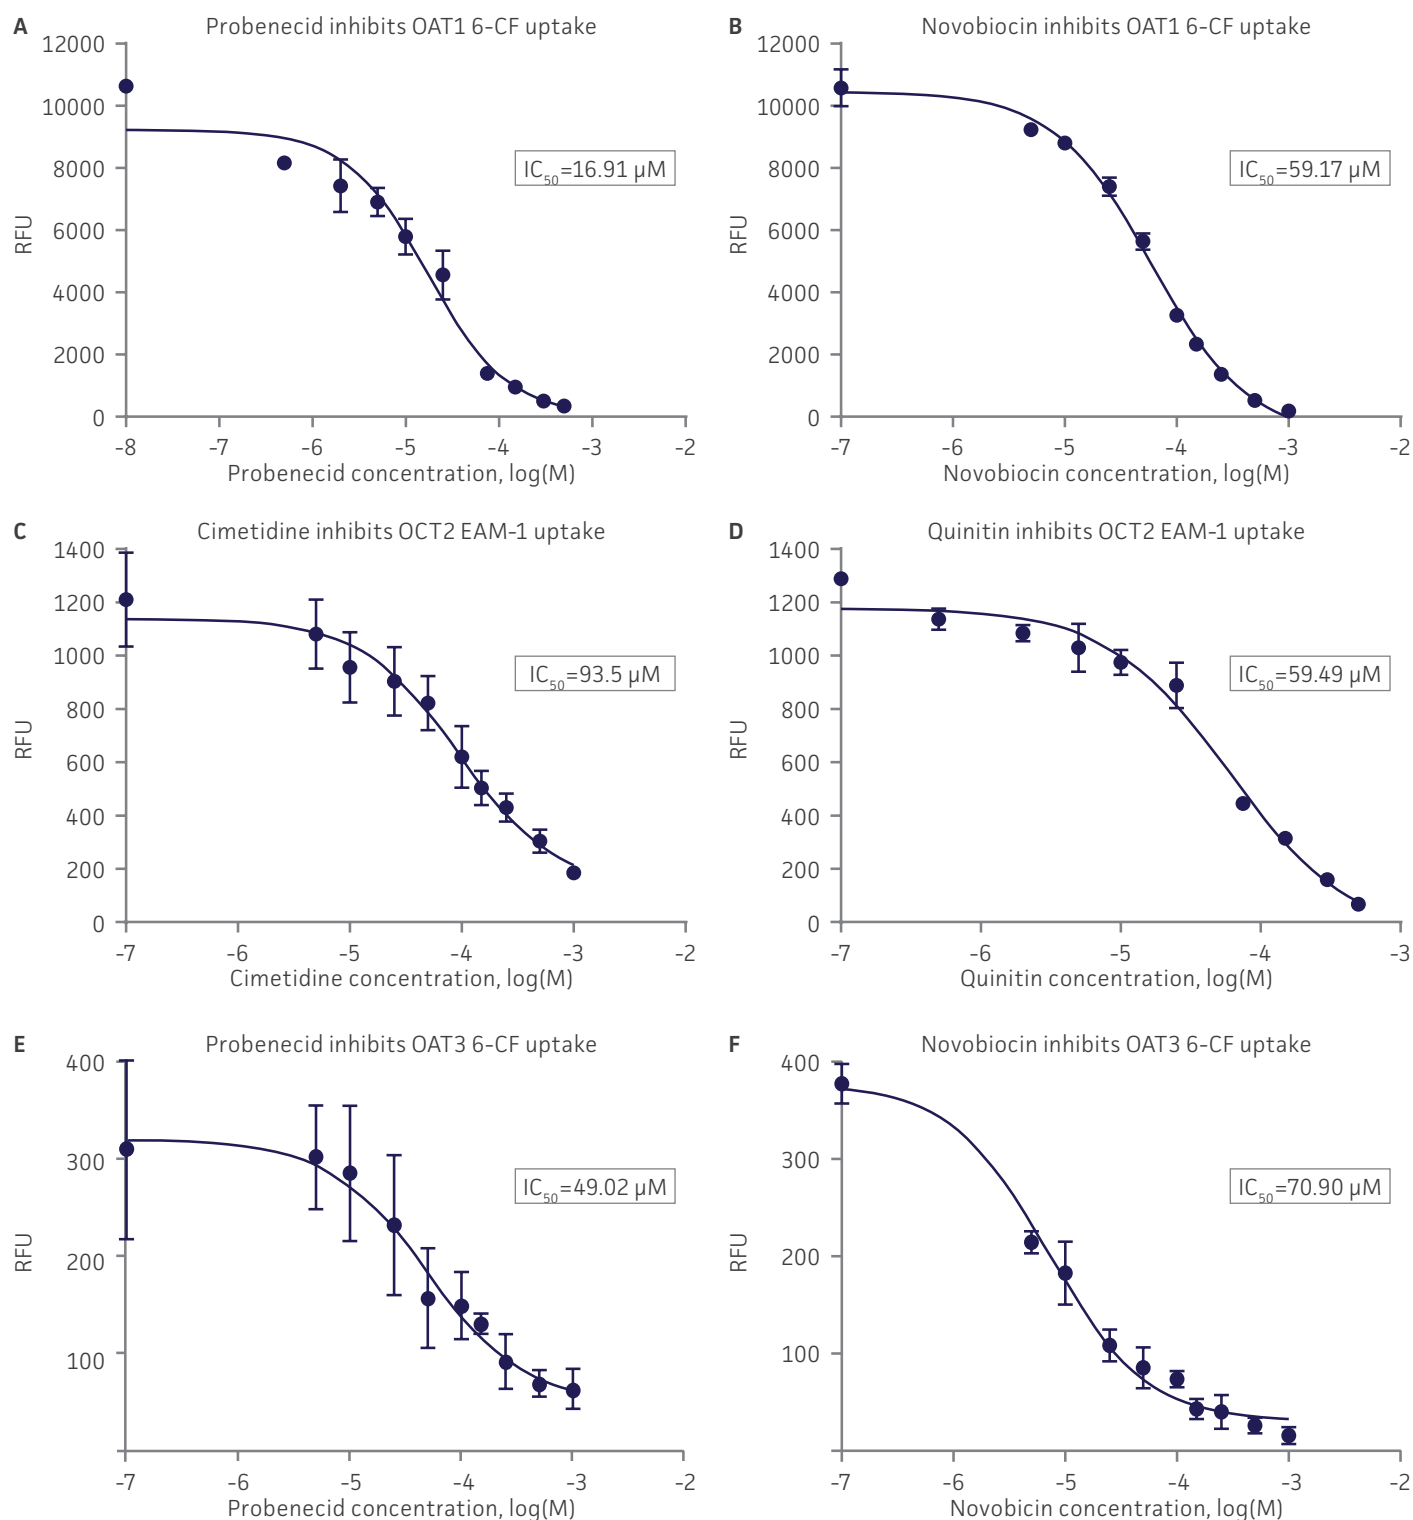 A Probenecid inhibits OAT1 6-CF uptake
12000
10000
8000
6000
4000
2000
0
RFU
IC50=16.91 µM
-8 -7 -6 -5 -4 -3 -2
Probenecid concentration, log(M)
B Novobiocin inhibits OAT1 6-CF uptake
12000
10000
8000
6000
4000
2000
0
RFU
IC50=59.17 µM
-7 -6 -5 -4 -3 -2
Novobiocin concentration, log(M)
C Cimetidine inhibits OCT2 EAM-1 uptake
1400
1200
1000
800
600
400
200
0
RFU
IC50=93.5 µM
-7 -6 -5 -4 -3 -2
Cimetidine concentration, log(M)
D Quinitin inhibits OCT2 EAM-1 uptake
1400
1200
1000
800
600
400
200
0
RFU
IC50=59.49 µM
-7 -6 -5 -4 -3
Quinitin concentration, log(M)
E Probenecid inhibits OAT3 6-CF uptake
400
300
200
100
RFU
IC50=49.02 µM
-7 -6 -5 -4 -3 -2
Probenecid concentration, log(M)
F Novobiocin inhibits OAT3 6-CF uptake
400
300
200
100
RFU
IC50=70.90 µM
-7 -6 -5 -4 -3 -2
Novobicin concentration, log(M)